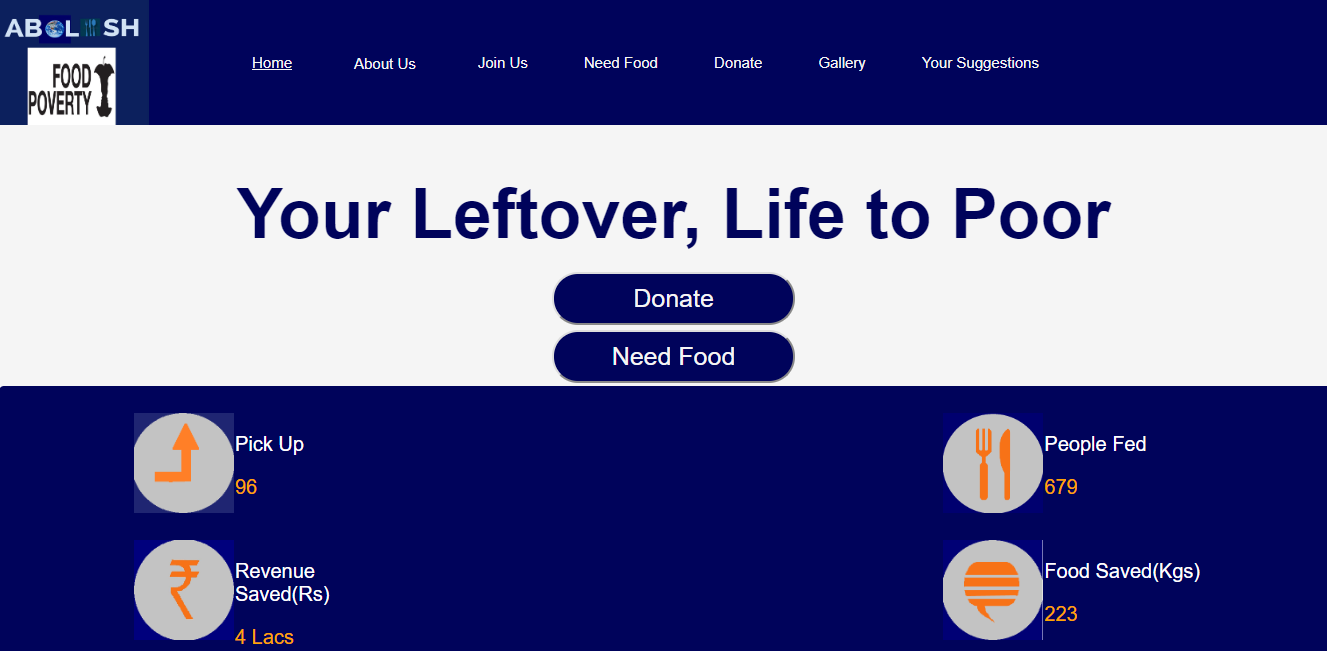 ABOLISH
FOOD
POVERTY
Home
About Us
Join Us
Need Food
Donate
Gallery
Your Suggestions
Your Leftover, Life to Poor
Donate
Need Food
Pick Up
96
People Fed
679
Revenue
Saved(Rs)
4 Lacs
Food Saved(Kgs)
223